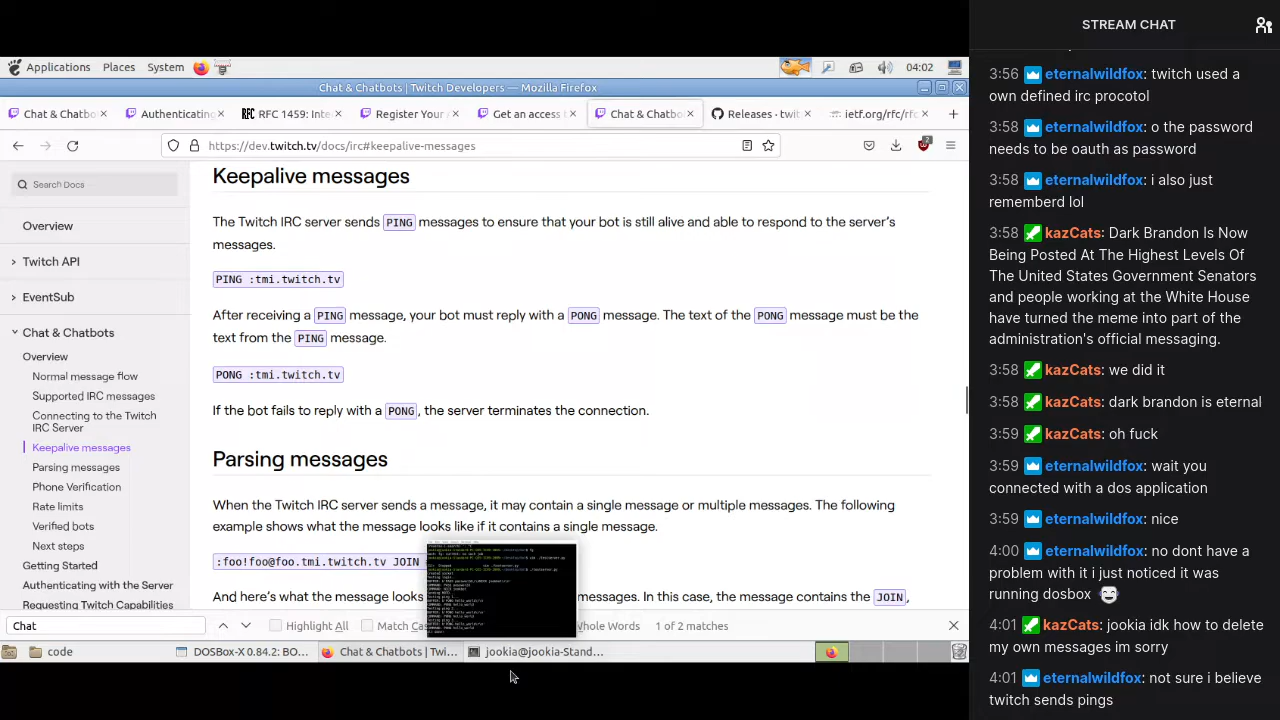 STREAM CHAT
Applications Places System
04:02
Chat & Chatbots | Twitch Developers — Mozilla Firefox
Chat & Chatbo
Authenticating
RFC 1459: Inte
Register Your
Get an access t
Chat & Chatbo
Releases · twit
ietf.org/rfc/rfc
https://dev.twitch.tv/docs/irc#keepalive-messages
2
Search Docs
Overview
Twitch API
EventSub
Chat & Chatbots
Overview
Normal message flow
Supported IRC messages
Connecting to the Twitch
IRC Server
Keepalive messages
Parsing messages
Phone Verification
Rate limits
Verified bots
Next steps
Getting Started
with the Serve
Requesting Twitch Capabilities
Keepalive messages
The Twitch IRC server sends PING messages to ensure that your bot is still alive and able to respond to the server's
messages.
PING :tmi.twitch.tv
After receiving a PING message, your bot must reply with a PONG message. The text of the PONG message must be the
text from the PING message.
PONG :tmi.twitch.tv
If the bot fails to reply with a PONG, the server terminates the connection.
Parsing messages
When the Twitch IRC server sends a message, it may contain a single message or multiple messages. The following
example shows what the message looks like if it contains a single message.
:foo!foo@foo.tmi.twitch.tv JOIN
And here's what the message looks messages. In this case, the message contains the JOIN,
Chat
Highlight All
Match Ca
hole Words
1 of 2 matches
code
DOSBox-X 0.84.2: BO...
Chat & Chatbots | Twi...
jookia@jookia-Stand...
3:56 eternalwildfox: twitch used a
own defined irc procotol
3:58 eternalwildfox: o the password
needs to be oauth as password
3:58 eternalwildfox: i also just
rememberd lol
3:58 kazCats: Dark Brandon Is Now
Being Posted At The Highest Levels Of
The United States Government Senators
and people working at the White House
have turned the meme into part of the
administration's official messaging.
3:58 kazCats: we did it
3:58 kazCats: dark brandon is eternal
3:59 kazCats: oh fuck
3:59 eternalwildfox: wait you
connected with a dos application
3:59 eternalwildfox: lol
4:00 eternalwildfox: i have no
problem with it i just loved its
running dosbox
4:01 kazCats: jookia how to delete
my own messages im sorry
4:01 eternalwildfox: not sure i believe
twitch sends pings